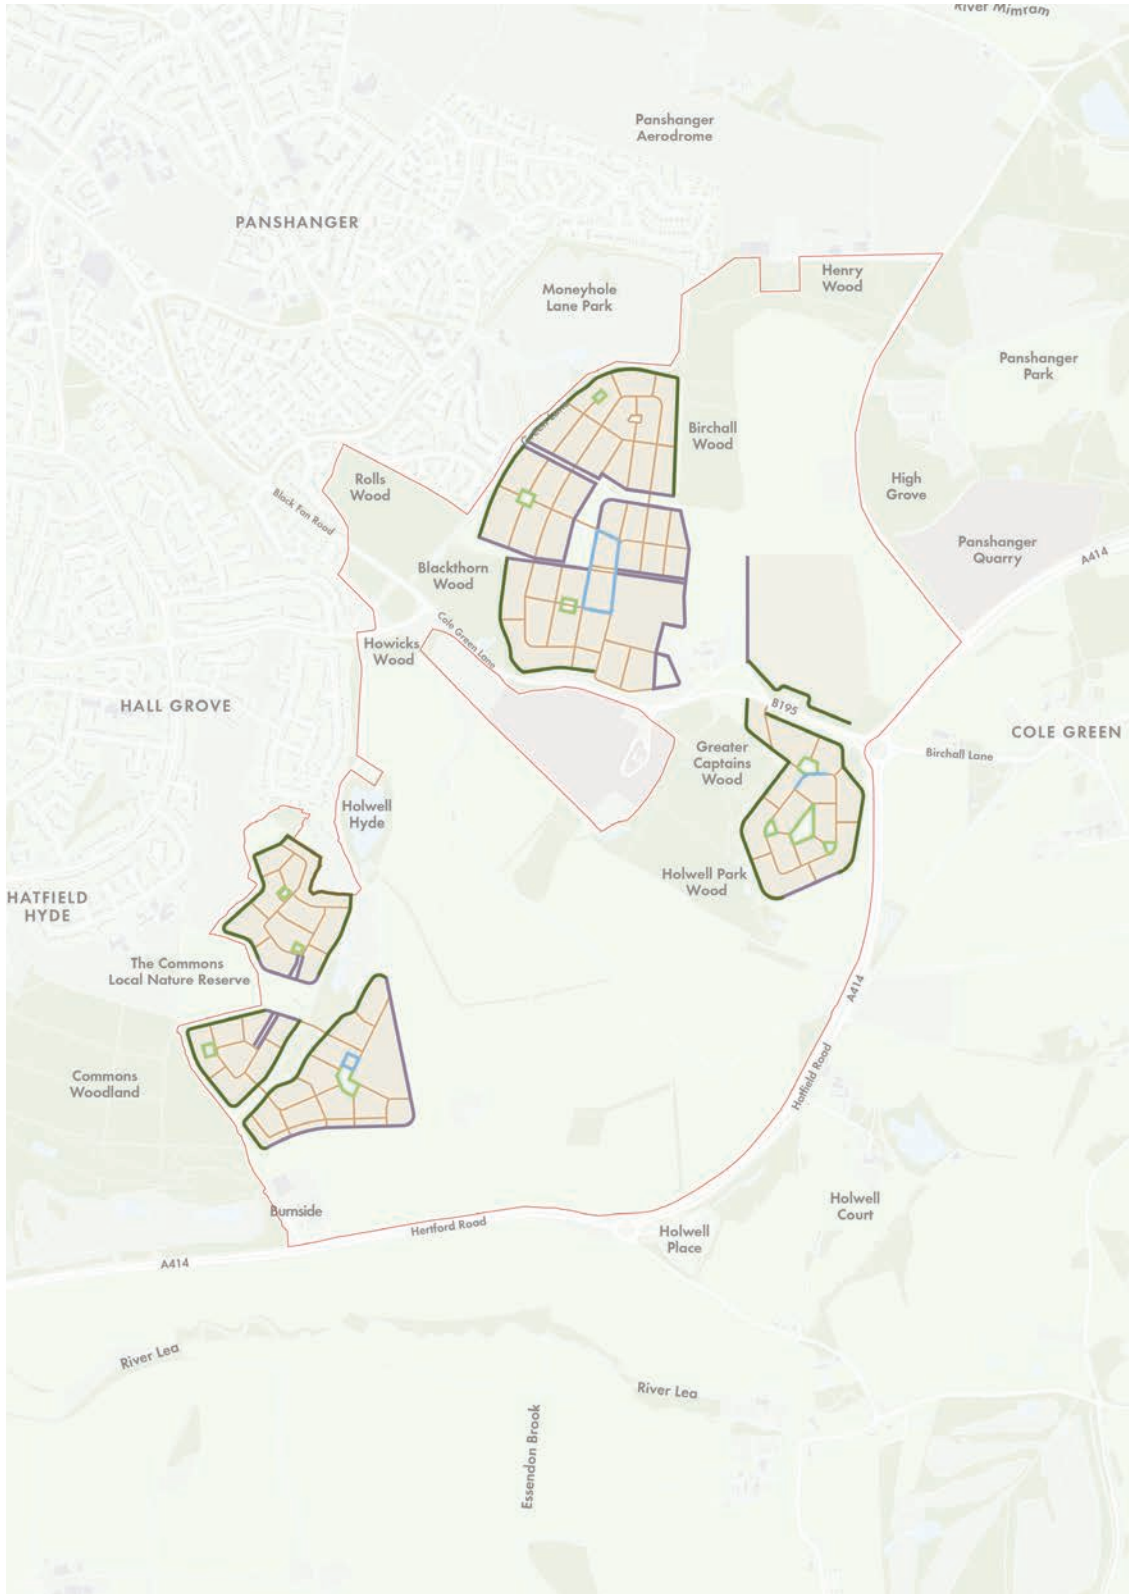 River Mimram
Panshanger
Aerodrome
PANSHANGER
Henry
Wood
Moneyhole
Lane Park
Panshanger
Park
Green Lane
Birchall
Wood
Rolls
Wood
High
Grove
Black Fan Road
Panshanger
Quarry
A414
Blackthorn
Wood
Cole Green Lane
Howicks
Wood
HALL GROVE
B195
COLE GREEN
Greater
Captains
Wood
Birchall Lane
Holwell
Hyde
Holwell Park
Wood
HATFIELD
HYDE
The Commons
Local Nature Reserve
A414
Commons
Woodland
Hatfield Road
Burnside
Hertford Road
Holwell
Court
Holwell
Place
A414
River Lea
River Lea
Essendon Brook